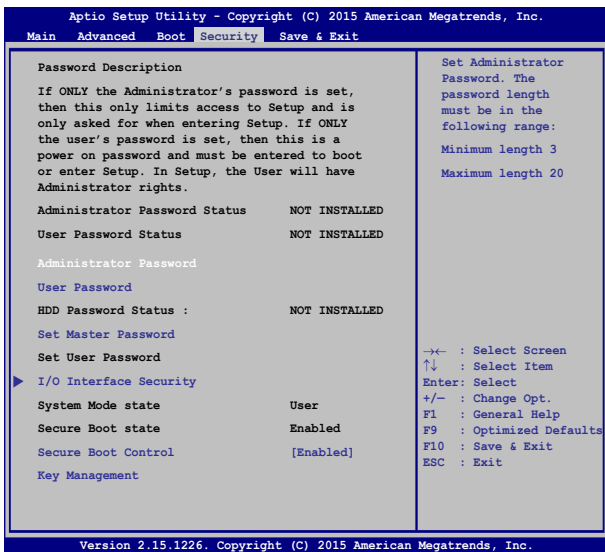 Aptio Setup Utility - Copyright (C) 2015 American Megatrends, Inc.
Main Advanced Boot Security Save & Exit
Password Description
If ONLY the Administrator's password is set,
then this only limits access to Setup and is
only asked for when entering Setup. If ONLY
the user's password is set, then this is a
power on password and must be entered to boot
or enter Setup. In Setup, the User will have
Administrator rights.
Administrator Password Status NOT INSTALLED
User Password Status NOT INSTALLED
Administrator Password
User Password
HDD Password Status : NOT INSTALLED
Set Master Password
Set User Password
I/O Interface Security
System Mode state User
Secure Boot state Enabled
Secure Boot Control [Enabled]
Key Management
Set Administrator
Password. The
password length
must be in the
following range:
Minimum length 3
Maximum length 20
→← : Select Screen
↑↓ : Select Item
Enter: Select
+/— : Change Opt.
F1 : General Help
F9 : Optimized Defaults
F10 : Save & Exit
ESC : Exit
Version 2.15.1226. Copyright (C) 2015 American Megatrends, Inc.